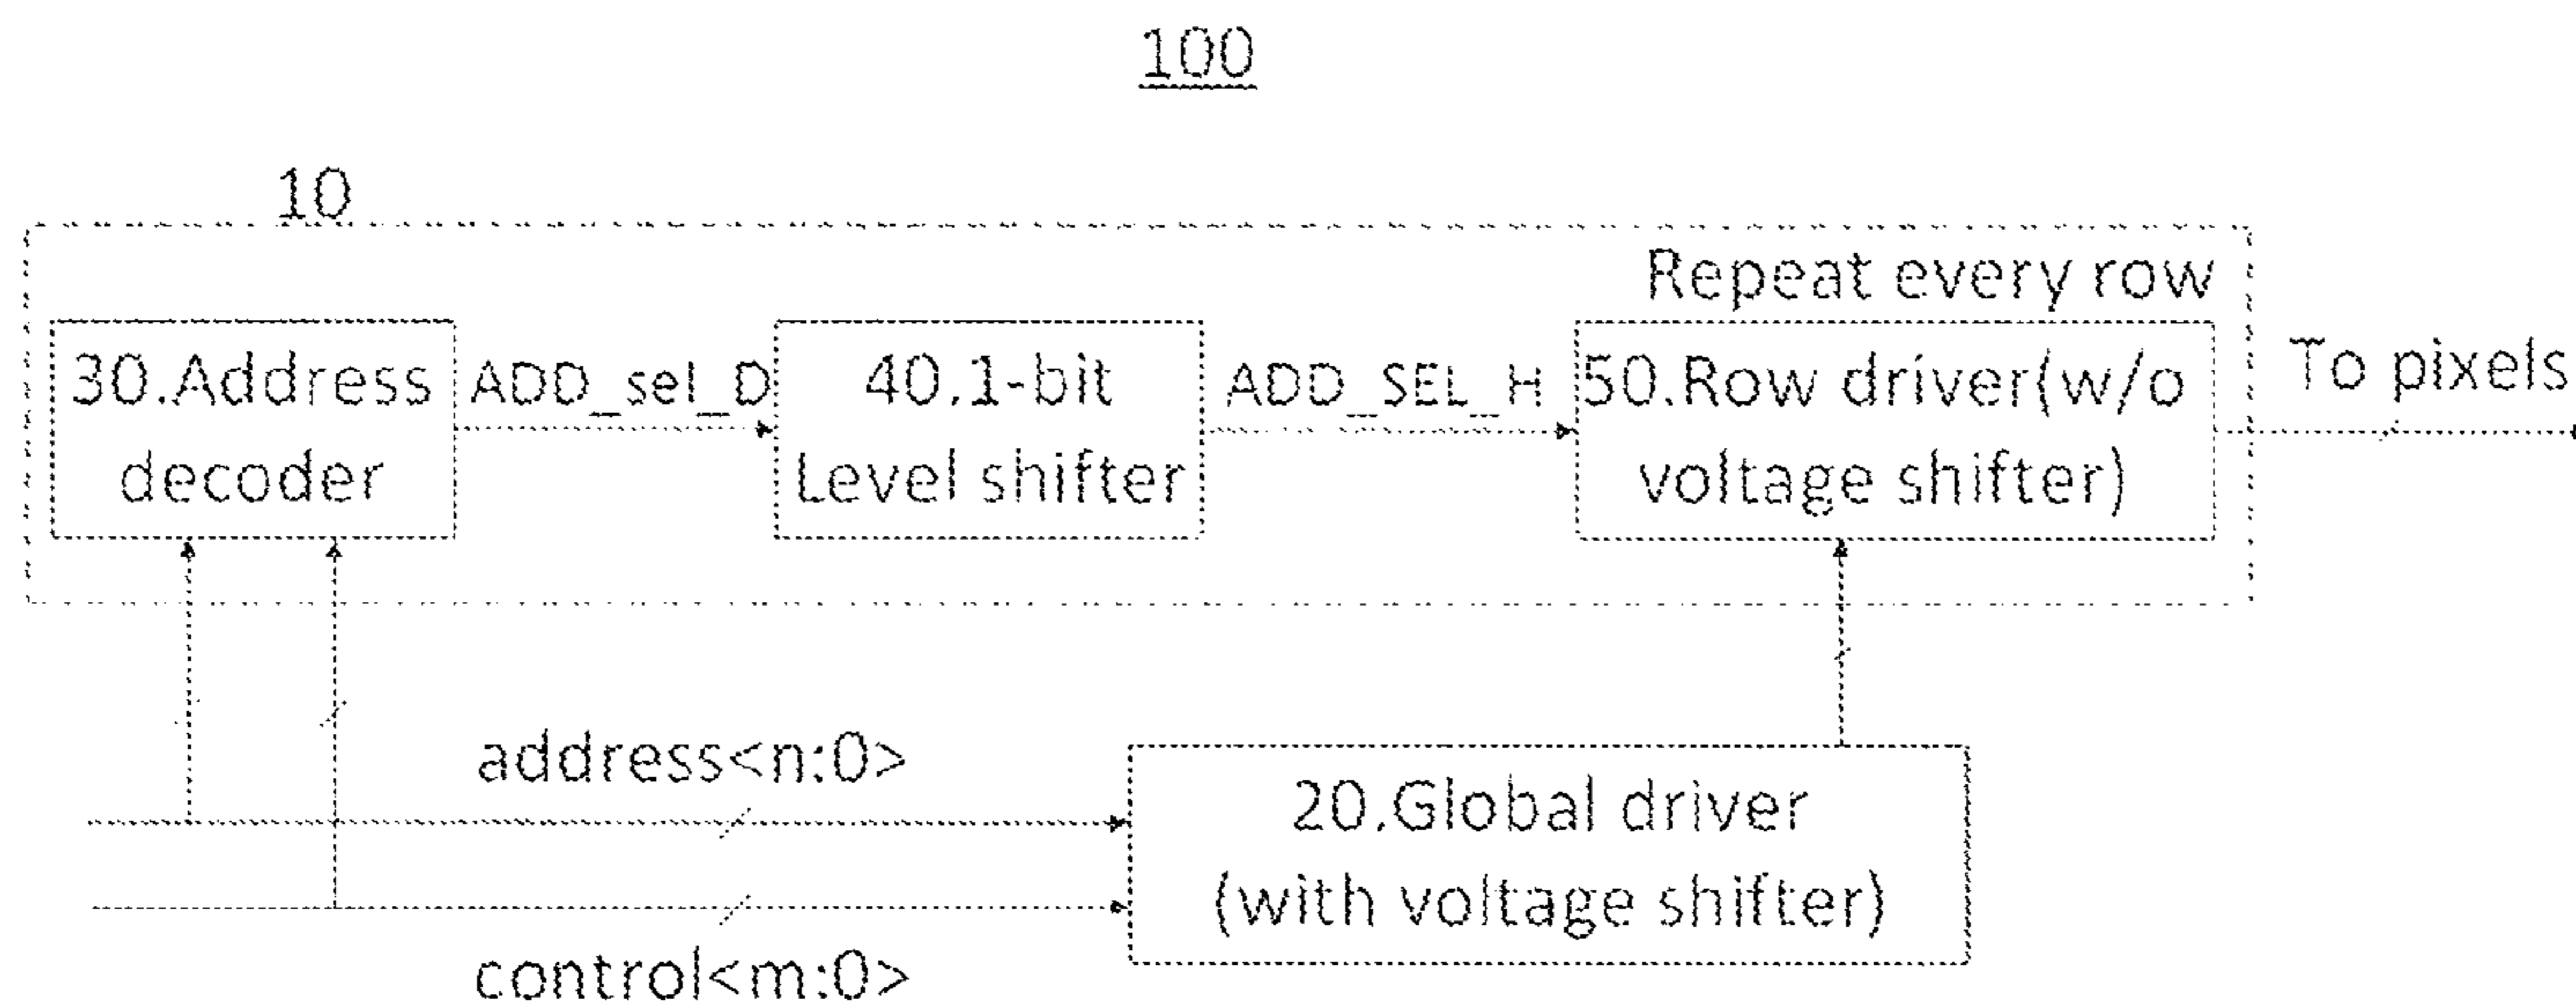 100
10
Repeat every row
30.Address
decoder
ADD_sel_D
40.1-bit
Level shifter
ADD_SEL_H
50.Row driver(w/o
voltage shifter)
To pixels
address<n:0>
20.Global driver
(with voltage shifter)
control<m:0>